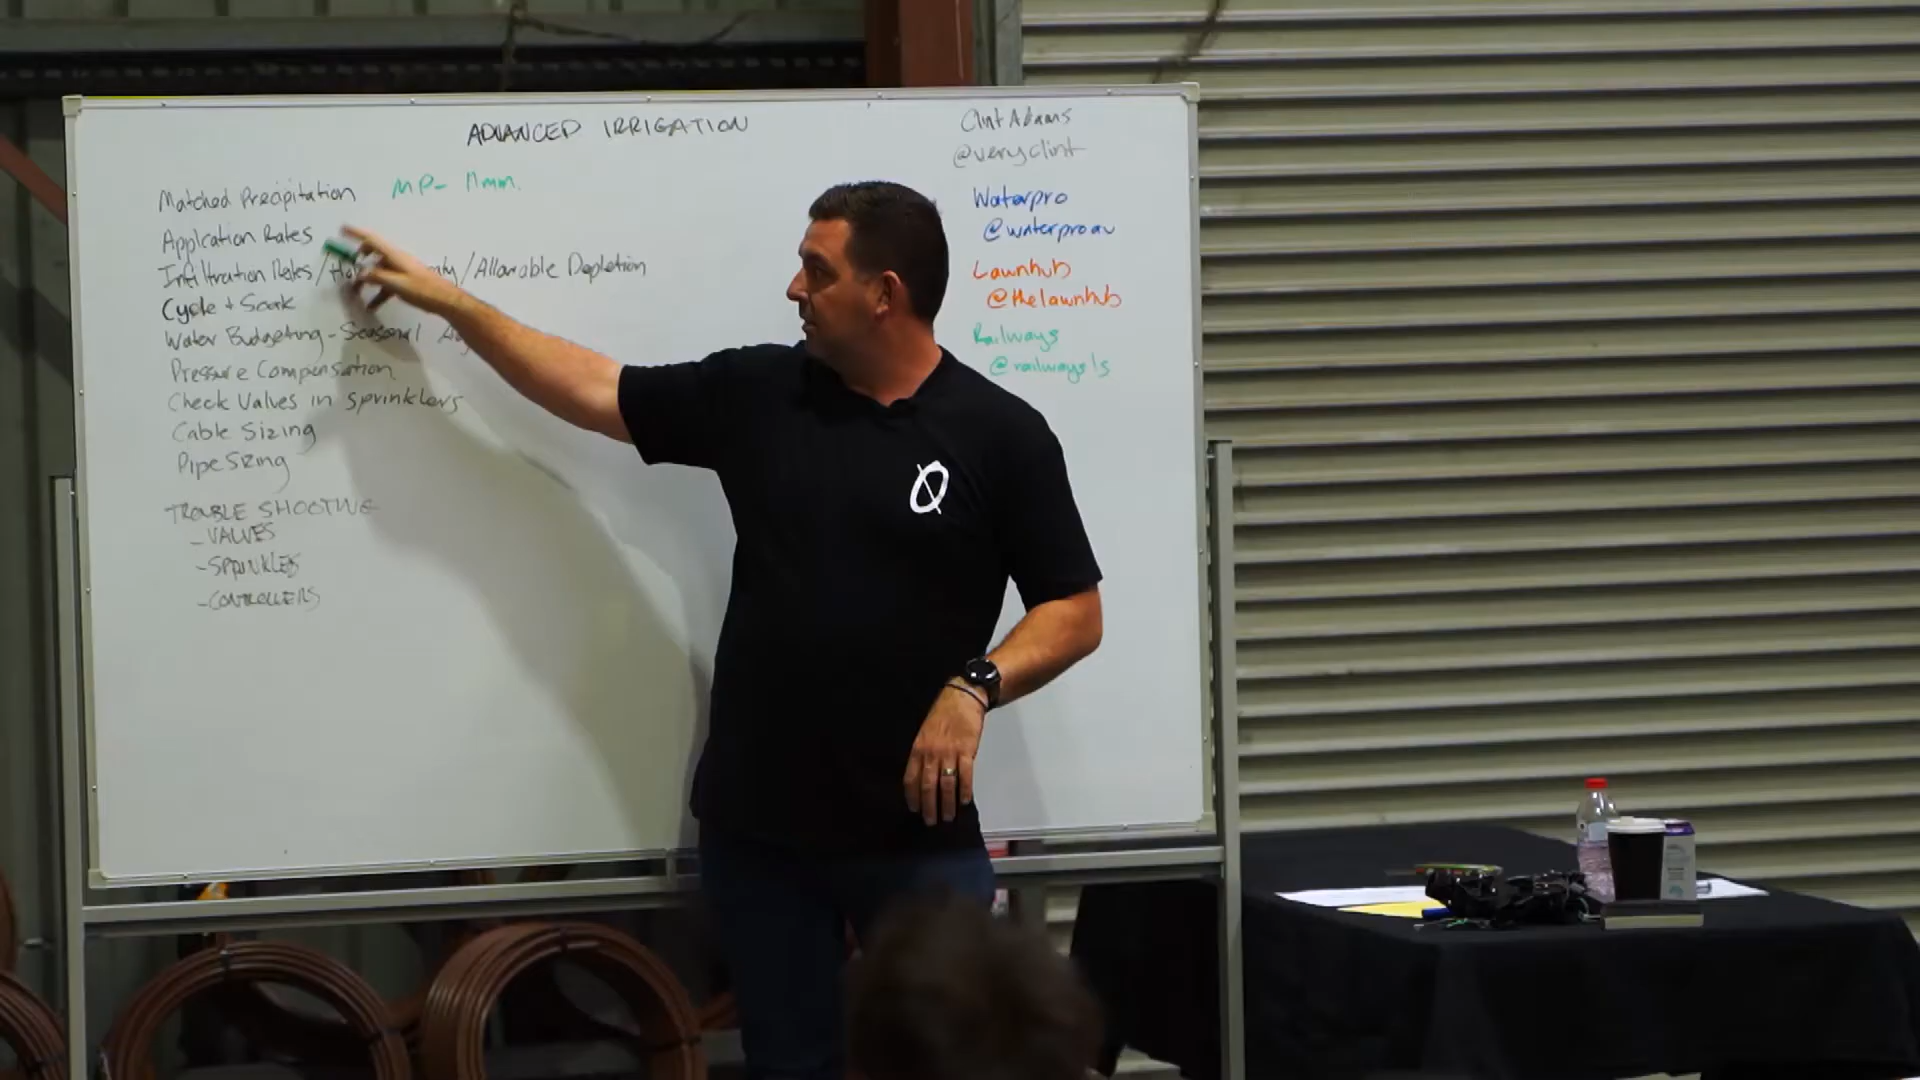 ADVANCED IRRIGATION
Matched Precipitation MP- 11mm.
Applcation Rates
Infiltration Rates / /Allowable Depletion
Cycle + Soak
Water Budgeting - Seasonal
Pressure Compensation
Check Valves in sprinklers
Cable Sizing
Pipe Sizing
TROUBLE SHOOTING
- VALVES
- SPRINKLES
- CONTROLLERS
Clint Adams
@veryclint
Waterpro
@waterproau
Lawnhub
@thelawnhub
Railways
@railwaysls